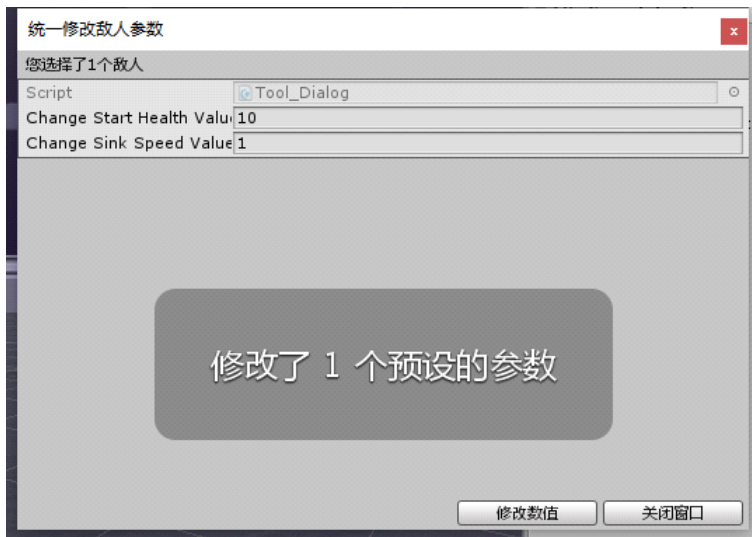 统一修改敌人参数
x
您选择了1个敌人
Script Tool_Dialog
Change Start Health Valu 10
Change Sink Speed Value 1
修改了 1 个预设的参数
修改数值 关闭窗口